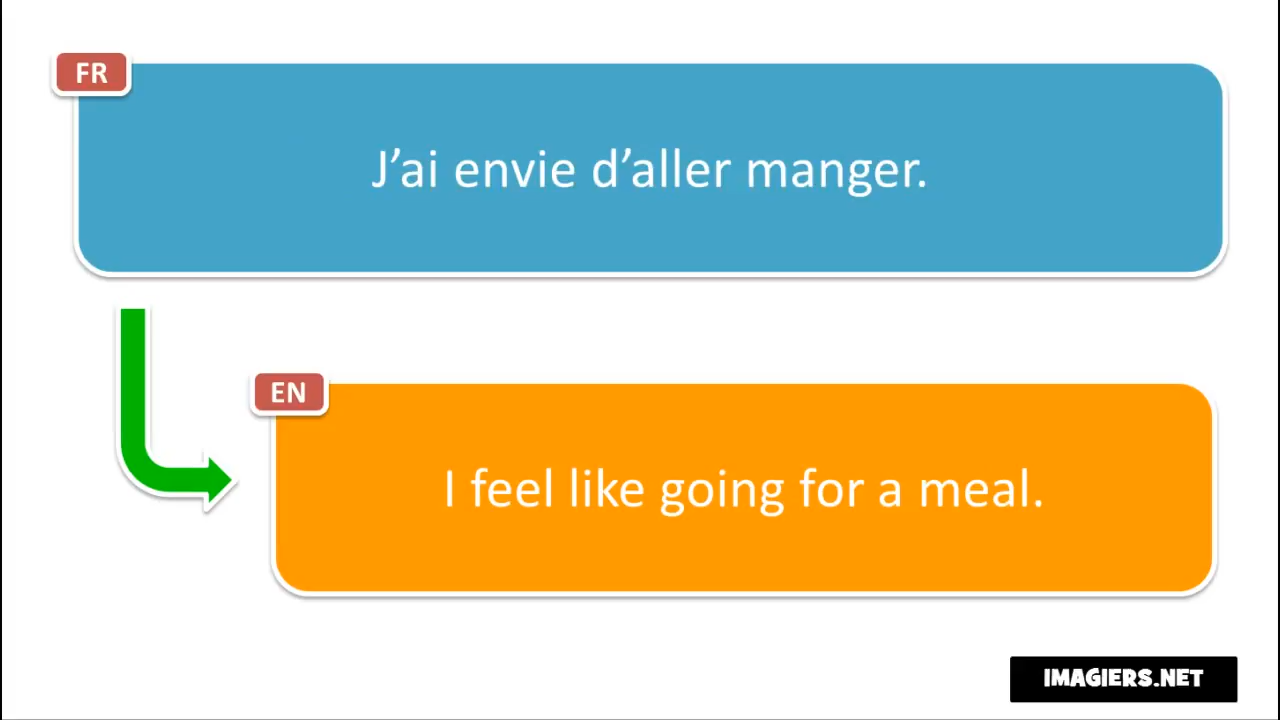 FR
J’ai envie d’aller manger.
EN
I feel like going for a meal.
IMAGIERS.NET